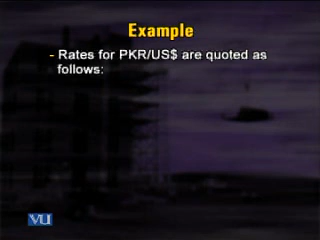 Example
- Rates for PKR/US$ are quoted as
follows:
VU